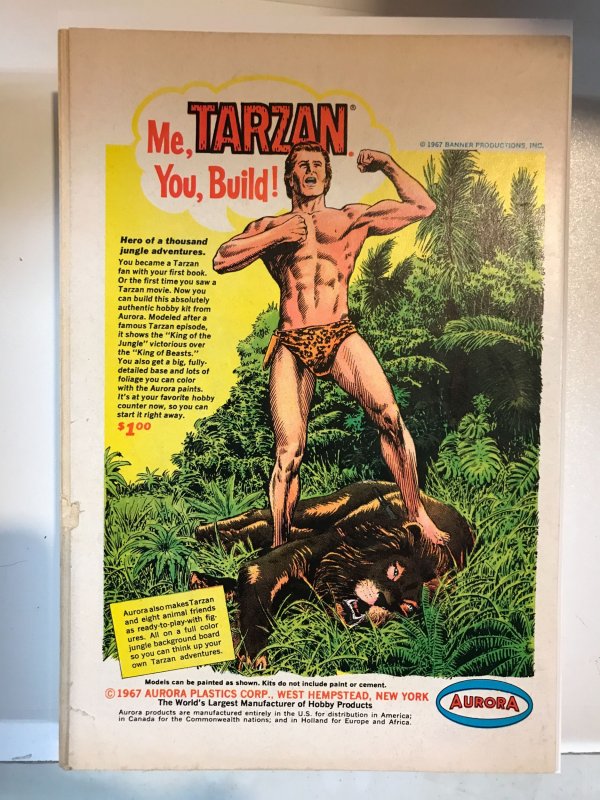 Me, TARZAN®.
You, Build!
© 1967 BANNER PRODUCTIONS, INC.
Hero of a thousand
jungle adventures.
You became a Tarzan
fan with your first book.
Or the first time you saw a
Tarzan movie. Now you
can build this absolutely
authentic hobby kit from
Aurora. Modeled after a
famous Tarzan episode,
it shows the "King of the
Jungle" victorious over
the "King of Beasts."
You also get a big, fully-
detailed base and lots of
foliage you can color
with the Aurora paints.
It's at your favorite hobby
counter now, so you can
start it right away.
$1.00
Aurora also makes Tarzan
and eight animal friends
as ready-to-play-with fig-
ures. All on a full color
jungle background board
so you can think up your
own Tarzan adventures.
Models can be painted as shown. Kits do not include paint or cement.
© 1967 AURORA PLASTICS CORP., WEST HEMPSTEAD, NEW YORK
The World's Largest Manufacturer of Hobby Products
Aurora products are manufactured entirely in the U.S. for distribution in America;
in Canada for the Commonwealth nations; and in Holland for Europe and Africa.
AURORA